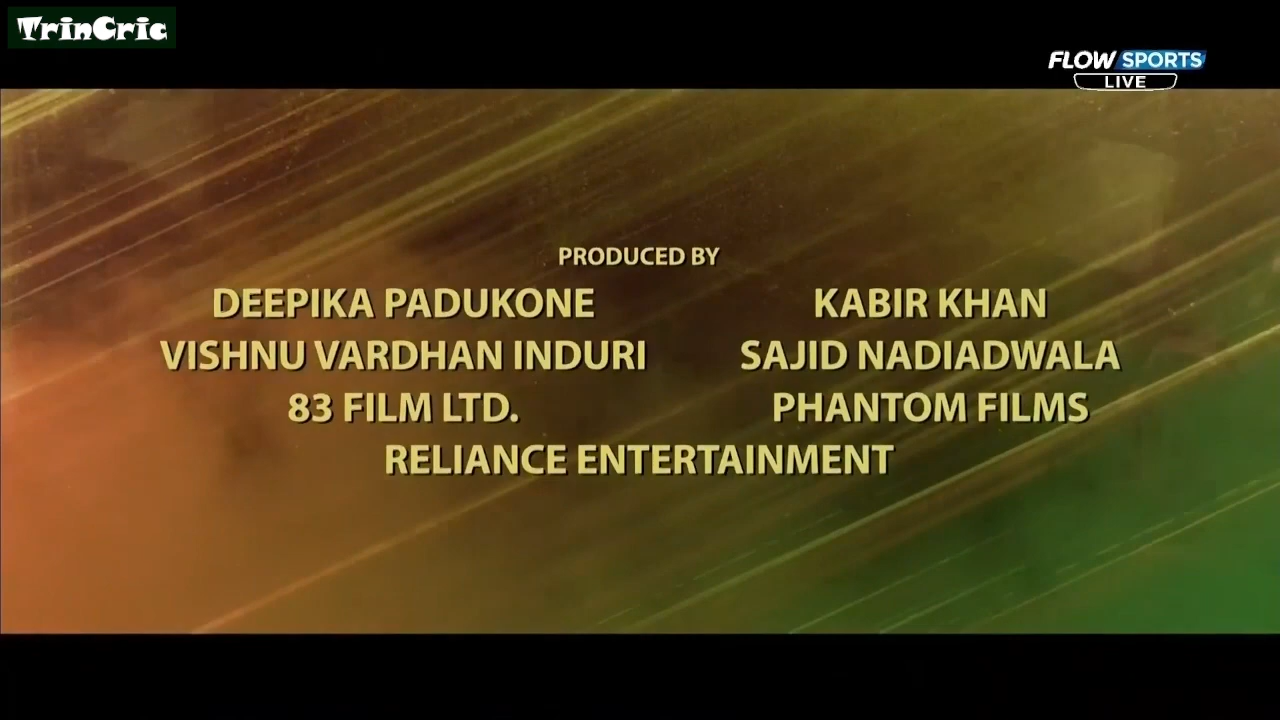 TrinCric
FLOW SPORTS
LIVE
PRODUCED BY
DEEPIKA PADUKONE
KABIR KHAN
VISHNU VARDHAN INDURI
SAJID NADIADWALA
83 FILM LTD.
PHANTOM FILMS
RELIANCE ENTERTAINMENT